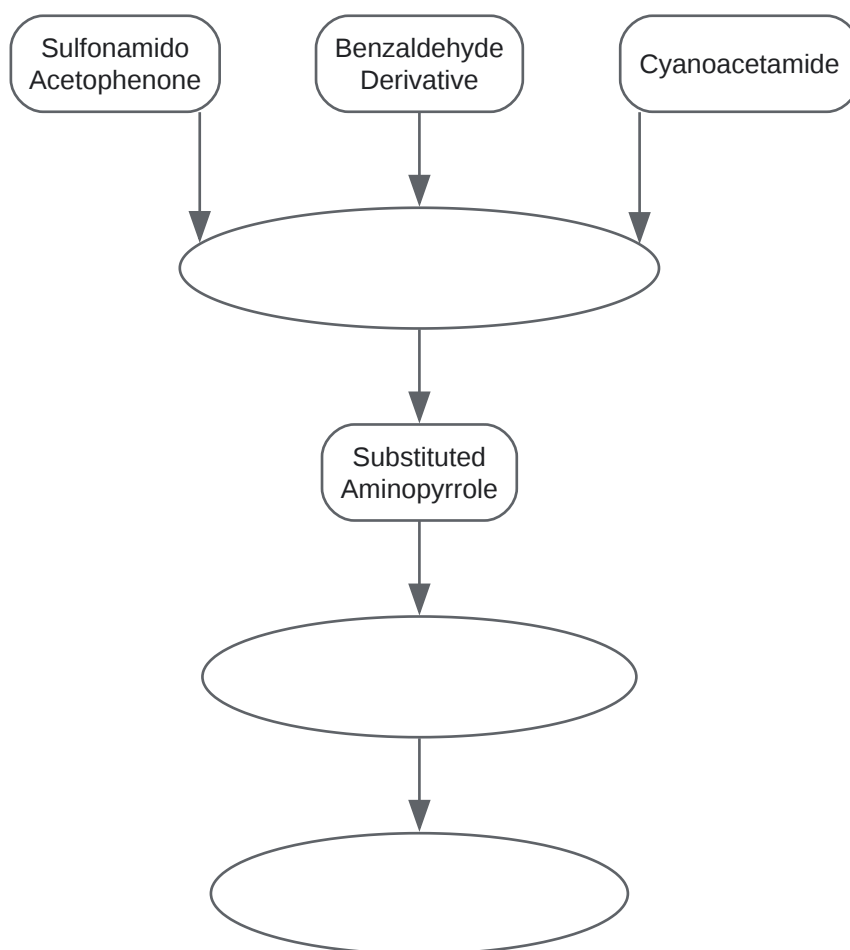 Sulfonamido
Acetophenone
Benzaldehyde
Derivative
Cyanoacetamide
Substituted
Aminopyrrole